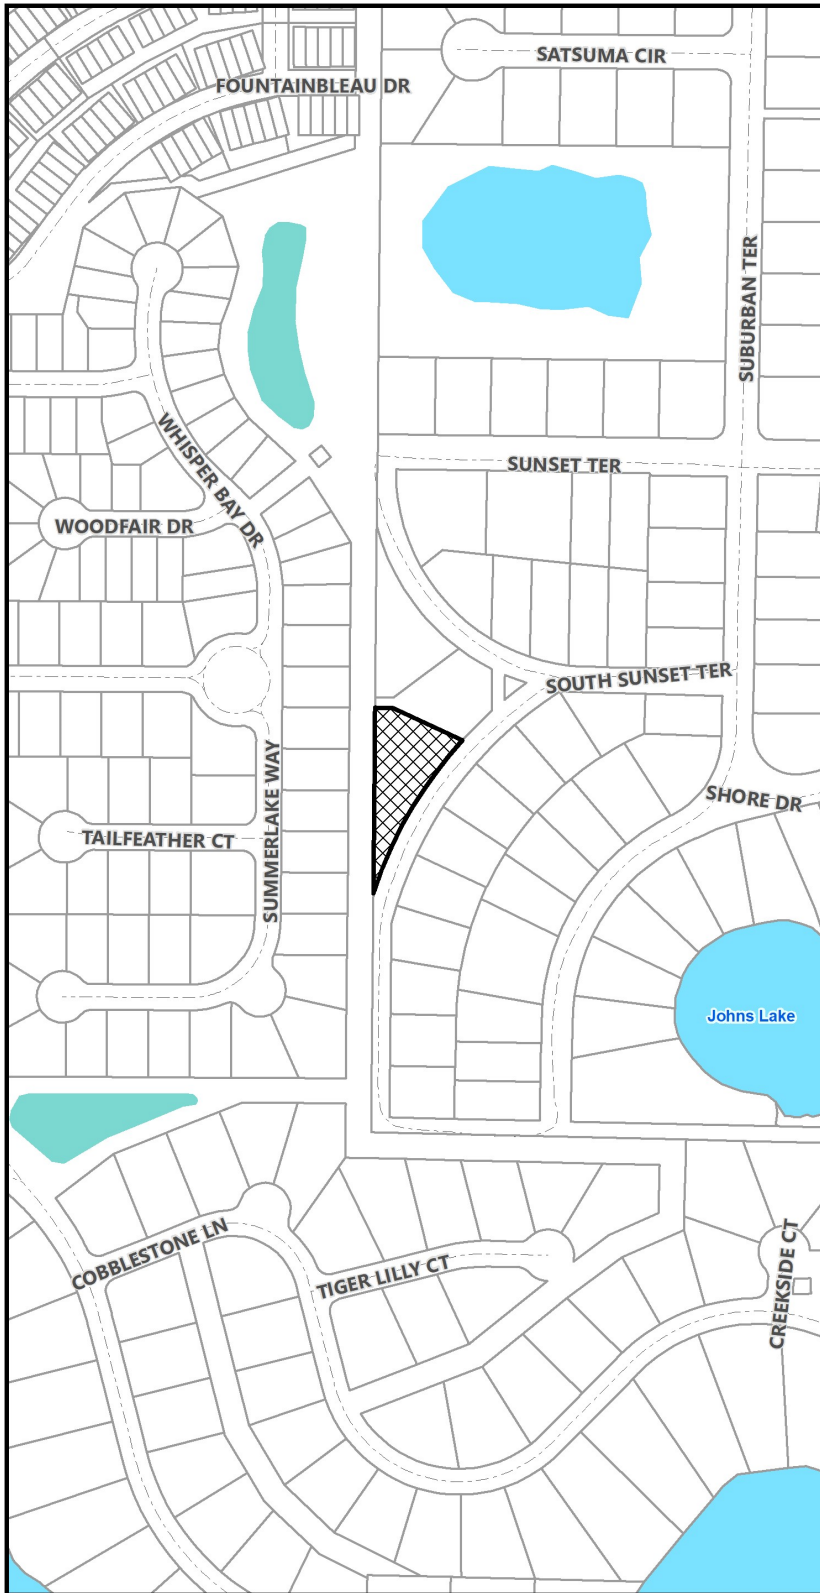 SATSUMA CIR
FOUNTAINBLEAU DR
SUBURBAN TER
WHISPER BAY DR
SUNSET TER
WOODFAIR DR
SOUTH SUNSET TER
SUMMERLAKE WAY
SHORE DR
TAILFEATHER CT
Johns Lake
COBBLESTONE LN
TIGER LILLY CT
CREEKSIDE CT